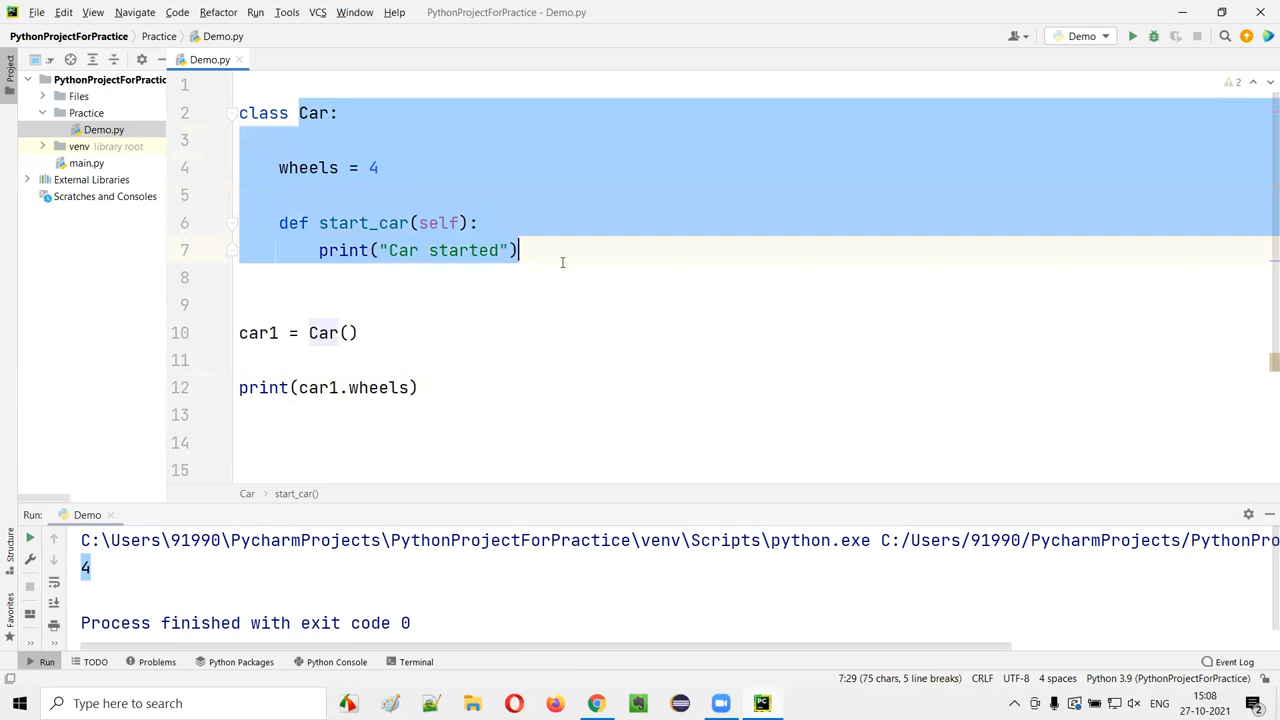 File Edit View Navigate Code Refactor Run Tools VCS Window Help PythonProjectForPractice - Demo.py
PythonProjectForPractice Practice Demo.py Demo
Project
Demo.py
PythonProjectForPractic
Files
Practice
Demo.py
venv library root
main.py
External Libraries
Scratches and Consoles
2
1
2 class Car:
3
4 wheels = 4
5
6 def start_car(self):
7 print("Car started")
8
9
10 car1 = Car()
11
12 print(car1.wheels)
13
14
15
Car start_car()
Run: Demo
C:\Users\91990\PycharmProjects\PythonProjectForPractice\venv\Scripts\python.exe C:/Users/91990/PycharmProjects/PythonPro
4
Process finished with exit code 0
Structure
Favorites
Run TODO Problems Python Packages Python Console Terminal Event Log
7:29 (75 chars, 5 line breaks) CRLF UTF-8 4 spaces Python 3.9 (PythonProjectForPractice)
Type here to search
ENG
15:08
27-10-2021
2